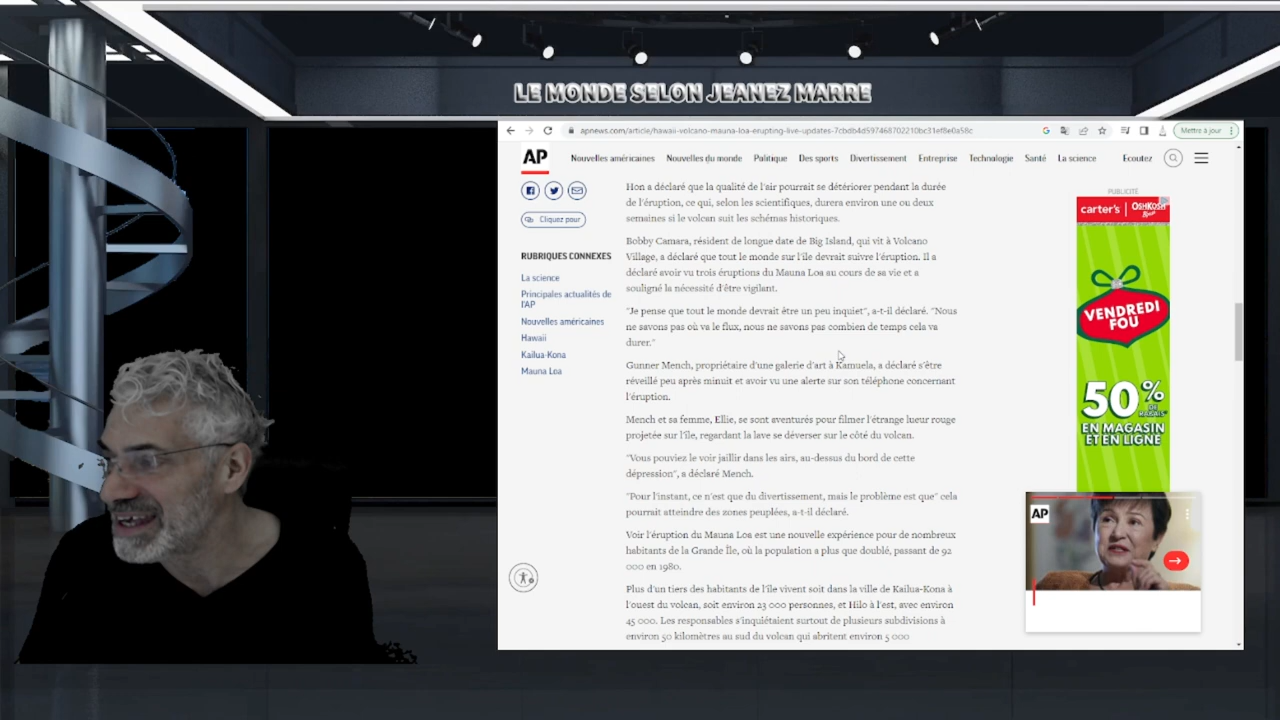 LE MONDE SELON JEANEZ MARRE
apnews.com/article/hawaii-volcano-mauna-loa-erupting-live-updates-7cbdb4d597468702210bc31ef8e0a58c
Mettre à jour
AP
Nouvelles américaines Nouvelles du monde Politique Des sports Divertissement Entreprise Technologie Santé La science Ecoutez
Cliquez pour
RUBRIQUES CONNEXES
La science
Principales actualités de
l'AP
Nouvelles américaines
Hawaii
Kailua-Kona
Mauna Loa
Hon a déclaré que la qualité de l'air pourrait se détériorer pendant la durée
de l'éruption, ce qui, selon les scientifiques, durera environ une ou deux
semaines si le volcan suit les schémas historiques.
Bobby Camara, résident de longue date de Big Island, qui vit à Volcano
Village, a déclaré que tout le monde sur l'île devrait suivre l'éruption. Il a
déclaré avoir vu trois éruptions du Mauna Loa au cours de sa vie et a
souligné la nécessité d'être vigilant.
"Je pense que tout le monde devrait être un peu inquiet", a-t-il déclaré. "Nous
ne savons pas où va le flux, nous ne savons pas combien de temps cela va
durer."
Gunner Mench, propriétaire d'une galerie d'art à Kamuela, a déclaré s'être
réveillé peu après minuit et avoir vu une alerte sur son téléphone concernant
l'éruption.
Mench et sa femme, Ellie, se sont aventurés pour filmer l'étrange lueur rouge
projetée sur l'île, regardant la lave se déverser sur le côté du volcan.
"Vous pouviez le voir jaillir dans les airs, au-dessus du bord de cette
dépression", a déclaré Mench.
"Pour l'instant, ce n'est que du divertissement, mais le problème est que" cela
pourrait atteindre des zones peuplées, a-t-il déclaré.
Voir l'éruption du Mauna Loa est une nouvelle expérience pour de nombreux
habitants de la Grande Île, où la population a plus que doublé, passant de 92
000 en 1980.
Plus d'un tiers des habitants de l'île vivent soit dans la ville de Kailua-Kona à
l'ouest du volcan, soit environ 23 000 personnes, et Hilo à l'est, avec environ
45 000. Les responsables s'inquiétaient surtout de plusieurs subdivisions à
environ 50 kilomètres au sud du volcan qui abritent environ 5 000
PUBLICITÉ
carter's OSHKOSH
VENDREDI
FOU
50%
DE
RABAIS*
EN MAGASIN
ET EN LIGNE
AP